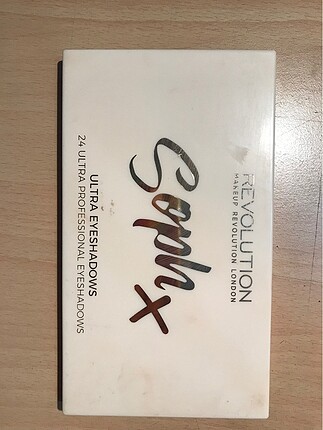 REVOLUTION
MAKEUP REVOLUTION LONDON
Soph x
ULTRA EYESHADOWS
24 ULTRA PROFESSIONAL EYESHADOWS